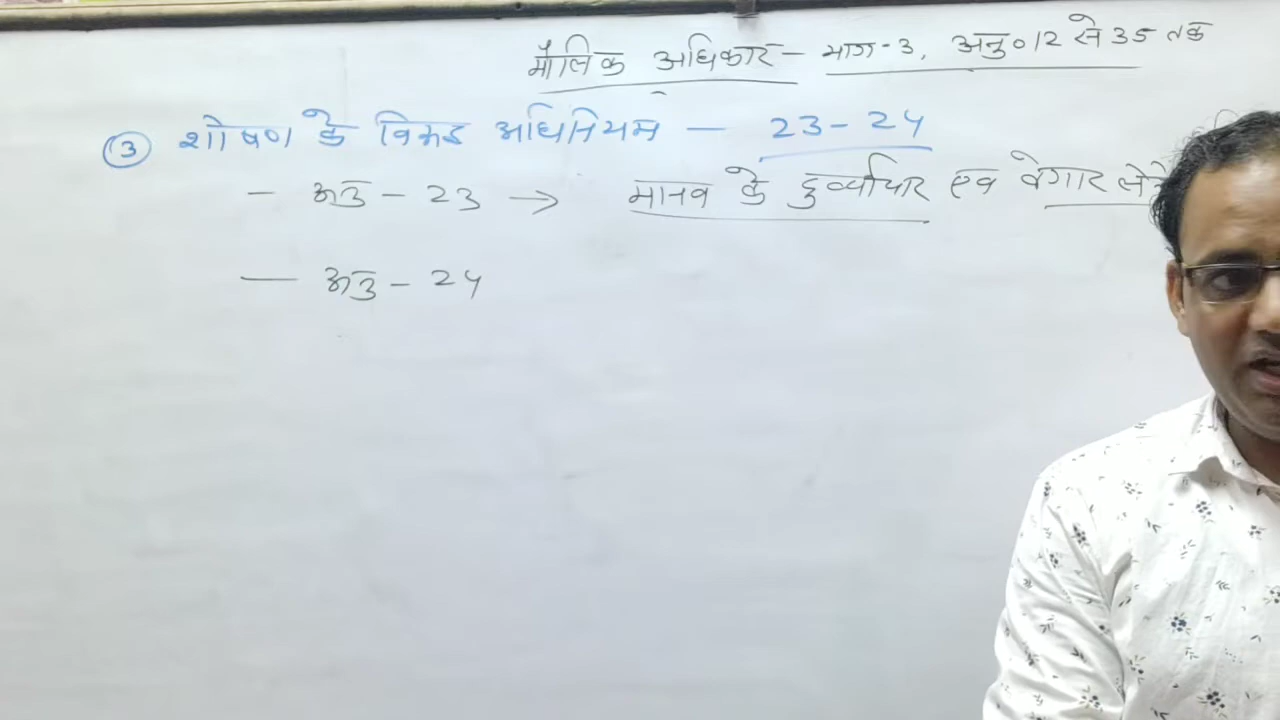 मौलिक अधिकार - भाग-3, अनु०12 से 35 तक
③ शोषण के विरूद्ध अधिनियम - 23-24
- अनु - 23 → मानव के दुर्व्यापार एव बेगार लेने
- अनु - 24